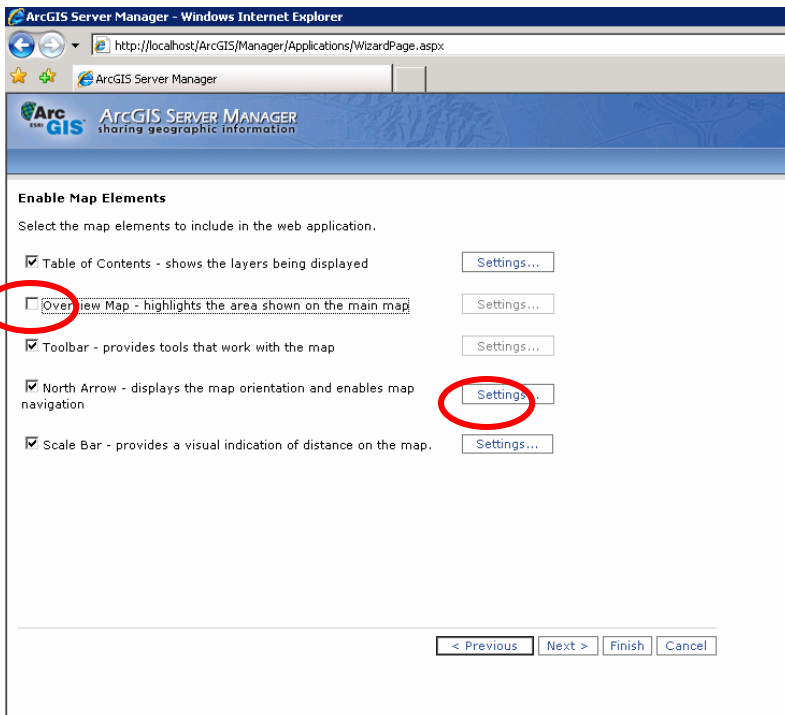 ArcGIS Server Manager - Windows Internet Explorer
http://localhost/ArcGIS/Manager/Applications/WizardPage.aspx
ArcGIS Server Manager
ESRI ArcGIS ArcGIS Server Manager
sharing geographic information
Enable Map Elements
Select the map elements to include in the web application.
Table of Contents - shows the layers being displayed Settings...
Overview Map - highlights the area shown on the main map Settings...
Toolbar - provides tools that work with the map Settings...
North Arrow - displays the map orientation and enables map Settings...
navigation
Scale Bar - provides a visual indication of distance on the map. Settings...
< Previous Next > Finish Cancel